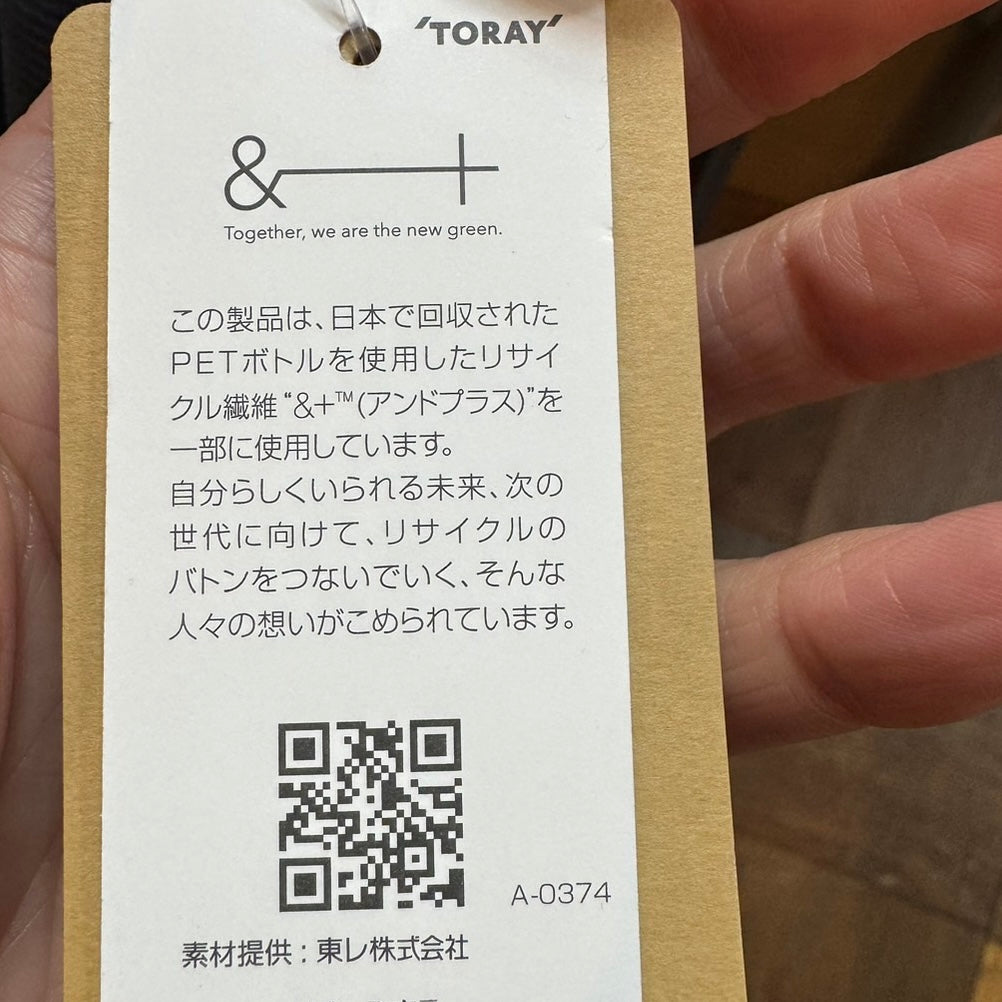 'TORAY'
&+
Together, we are the new green.
この製品は、日本で回収された
PETボトルを使用したリサイ
クル繊維“&+™(アンドプラス)”を
一部に使用しています。
自分らしくいられる未来、次の
世代に向けて、リサイクルの
バトンをつないでいく、そんな
人々の想いがこめられています。
A-0374
素材提供：東レ株式会社